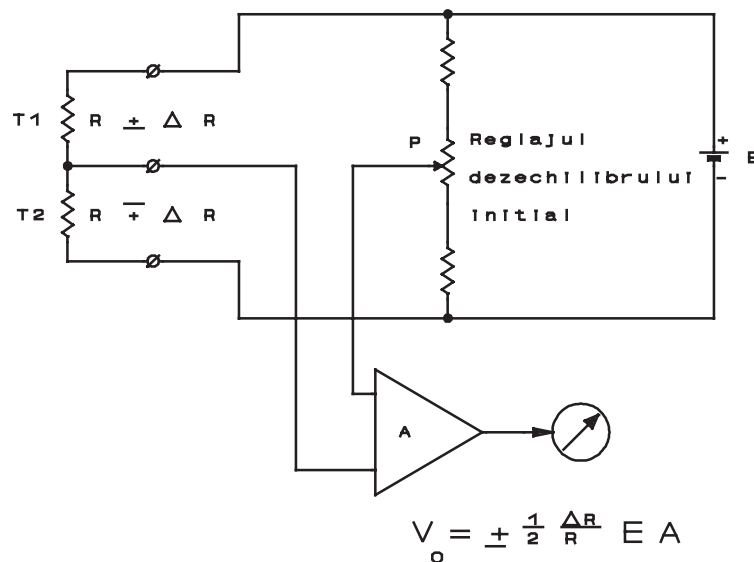 T1 R ± Δ R
P Reglajul
dezechilibrului
initial
+
E
−
T2 R ∓ Δ R
A
V₀ = ± 1/2 ΔR/R E A